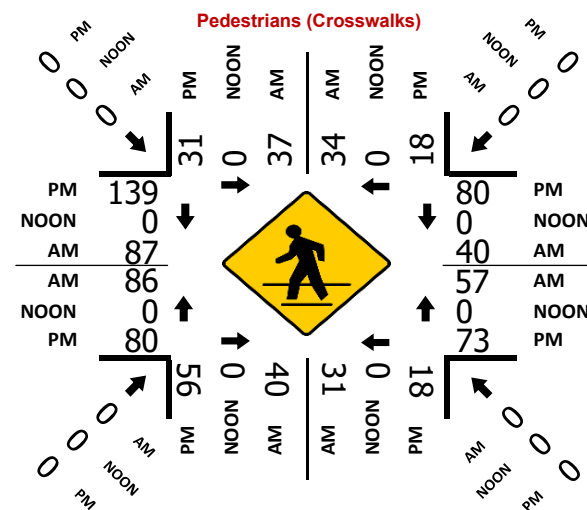 Pedestrians (Crosswalks)
0 PM
0 NOON
0 AM
PM 31
NOON 0
AM 37
AM 34
NOON 0
PM 18
PM 0
NOON 0
AM 0
PM 139
NOON 0
AM 87
AM 86
NOON 0
PM 80
80 PM
0 NOON
40 AM
57 AM
0 NOON
73 PM
0 AM
0 NOON
0 PM
56 PM
0 NOON
40 AM
31 AM
0 NOON
18 PM
0 AM
0 NOON
0 PM